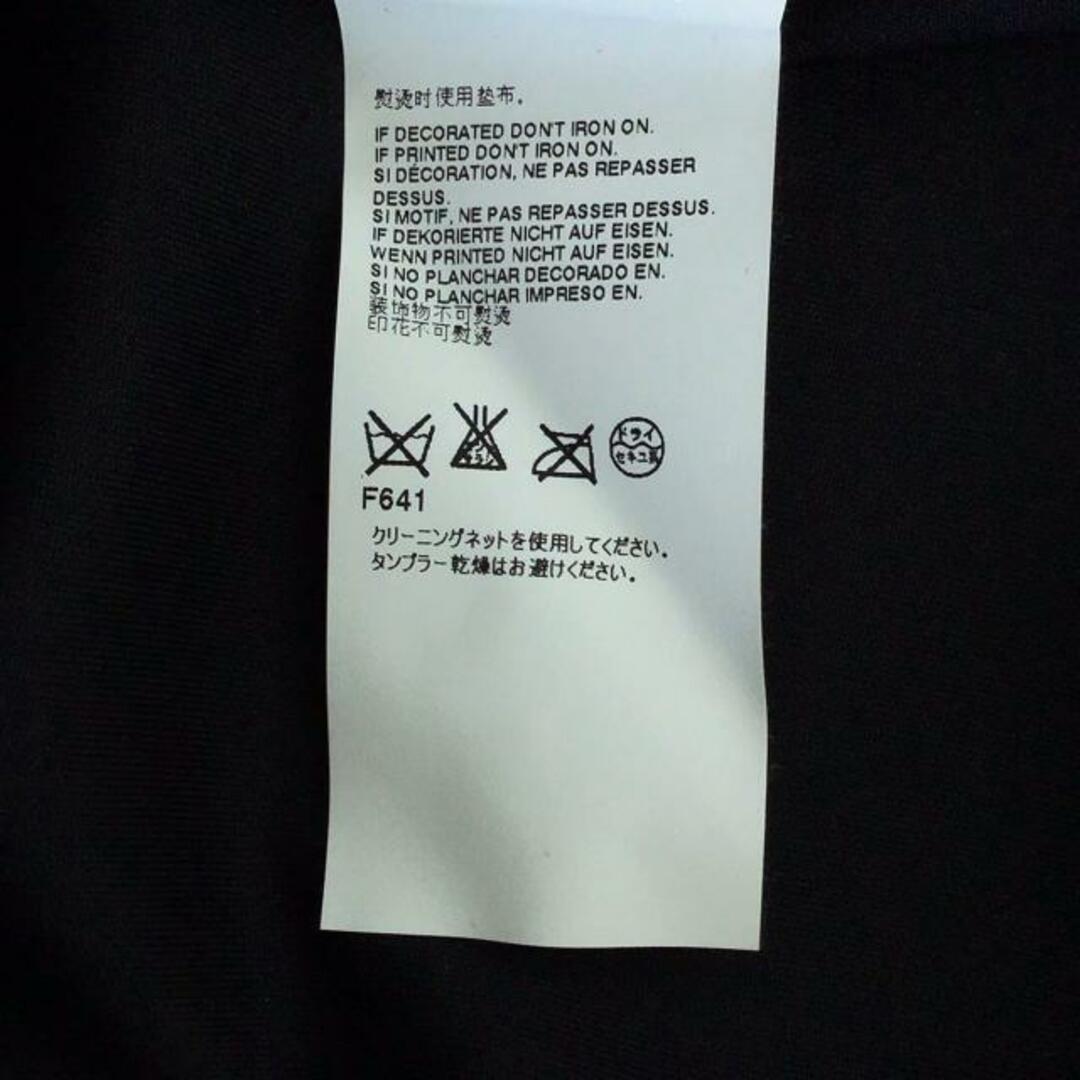 熨烫时使用垫布。
IF DECORATED DON'T IRON ON.
IF PRINTED DON'T IRON ON.
SI DÉCORATION, NE PAS REPASSER
DESSUS.
SI MOTIF, NE PAS REPASSER DESSUS.
IF DEKORIERTE NICHT AUF EISEN.
WENN PRINTED NICHT AUF EISEN.
SI NO PLANCHAR DECORADO EN.
SI NO PLANCHAR IMPRESO EN.
装饰物不可熨烫
印花不可熨烫
ドライ
セキユ系
F641
クリーニングネットを使用してください。
タンブラー乾燥はお避けください。